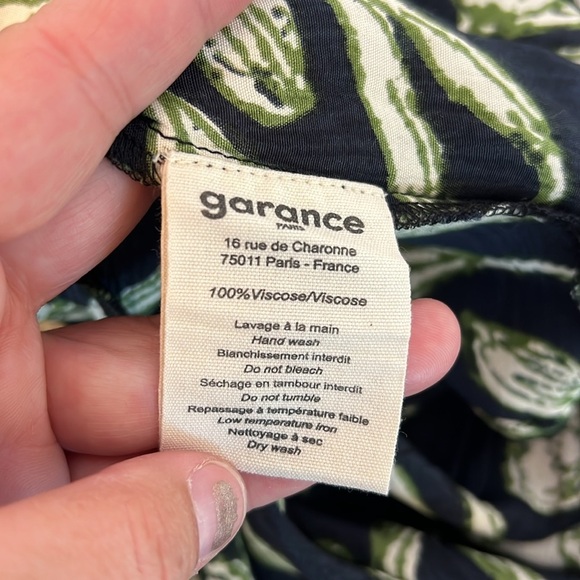 garance
PARIS
16 rue de Charonne
75011 Paris - France
100%Viscose/Viscose
Lavage à la main
Hand wash
Blanchissement interdit
Do not bleach
Séchage en tambour interdit
Do not tumble
Repassage à température faible
Low temperature iron
Nettoyage à sec
Dry wash